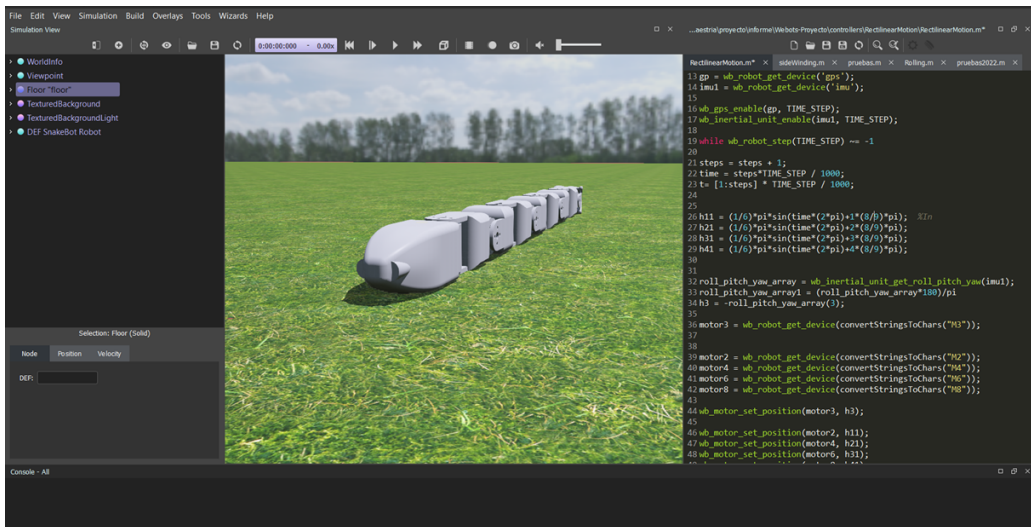 File Edit View Simulation Build Overlays Tools Wizards Help
Simulation View
0:00:00:000 - 0.00x
WorldInfo
Viewpoint
Floor "floor"
TexturedBackground
TexturedBackgroundLight
DEF SnakeBot Robot
Selection: Floor (Solid)
Node Position Velocity
DEF:
...aestria\proyecto\informe\Webots-Proyecto\controllers\RectilinearMotion\RectilinearMotion.m*
RectilinearMotion.m* sideWinding.m pruebas.m Rolling.m pruebas2022.m
13 gp = wb_robot_get_device('gps');
14 imu1 = wb_robot_get_device('imu');
15
16 wb_gps_enable(gp, TIME_STEP);
17 wb_inertial_unit_enable(imu1, TIME_STEP);
18
19 while wb_robot_step(TIME_STEP) ~= -1
20
21 steps = steps + 1;
22 time = steps*TIME_STEP / 1000;
23 t= [1:steps] * TIME_STEP / 1000;
24
25
26 h11 = (1/6)*pi*sin(time*(2*pi)+1*(8/9)*pi); %In
27 h21 = (1/6)*pi*sin(time*(2*pi)+2*(8/9)*pi);
28 h31 = (1/6)*pi*sin(time*(2*pi)+3*(8/9)*pi);
29 h41 = (1/6)*pi*sin(time*(2*pi)+4*(8/9)*pi);
30
31
32 roll_pitch_yaw_array = wb_inertial_unit_get_roll_pitch_yaw(imu1);
33 roll_pitch_yaw_array1 = (roll_pitch_yaw_array*180)/pi
34 h3 = -roll_pitch_yaw_array(3);
35
36 motor3 = wb_robot_get_device(convertStringsToChars("M3"));
37
38
39 motor2 = wb_robot_get_device(convertStringsToChars("M2"));
40 motor4 = wb_robot_get_device(convertStringsToChars("M4"));
41 motor6 = wb_robot_get_device(convertStringsToChars("M6"));
42 motor8 = wb_robot_get_device(convertStringsToChars("M8"));
43
44 wb_motor_set_position(motor3, h3);
45
46 wb_motor_set_position(motor2, h11);
47 wb_motor_set_position(motor4, h21);
48 wb_motor_set_position(motor6, h31);
Console - All